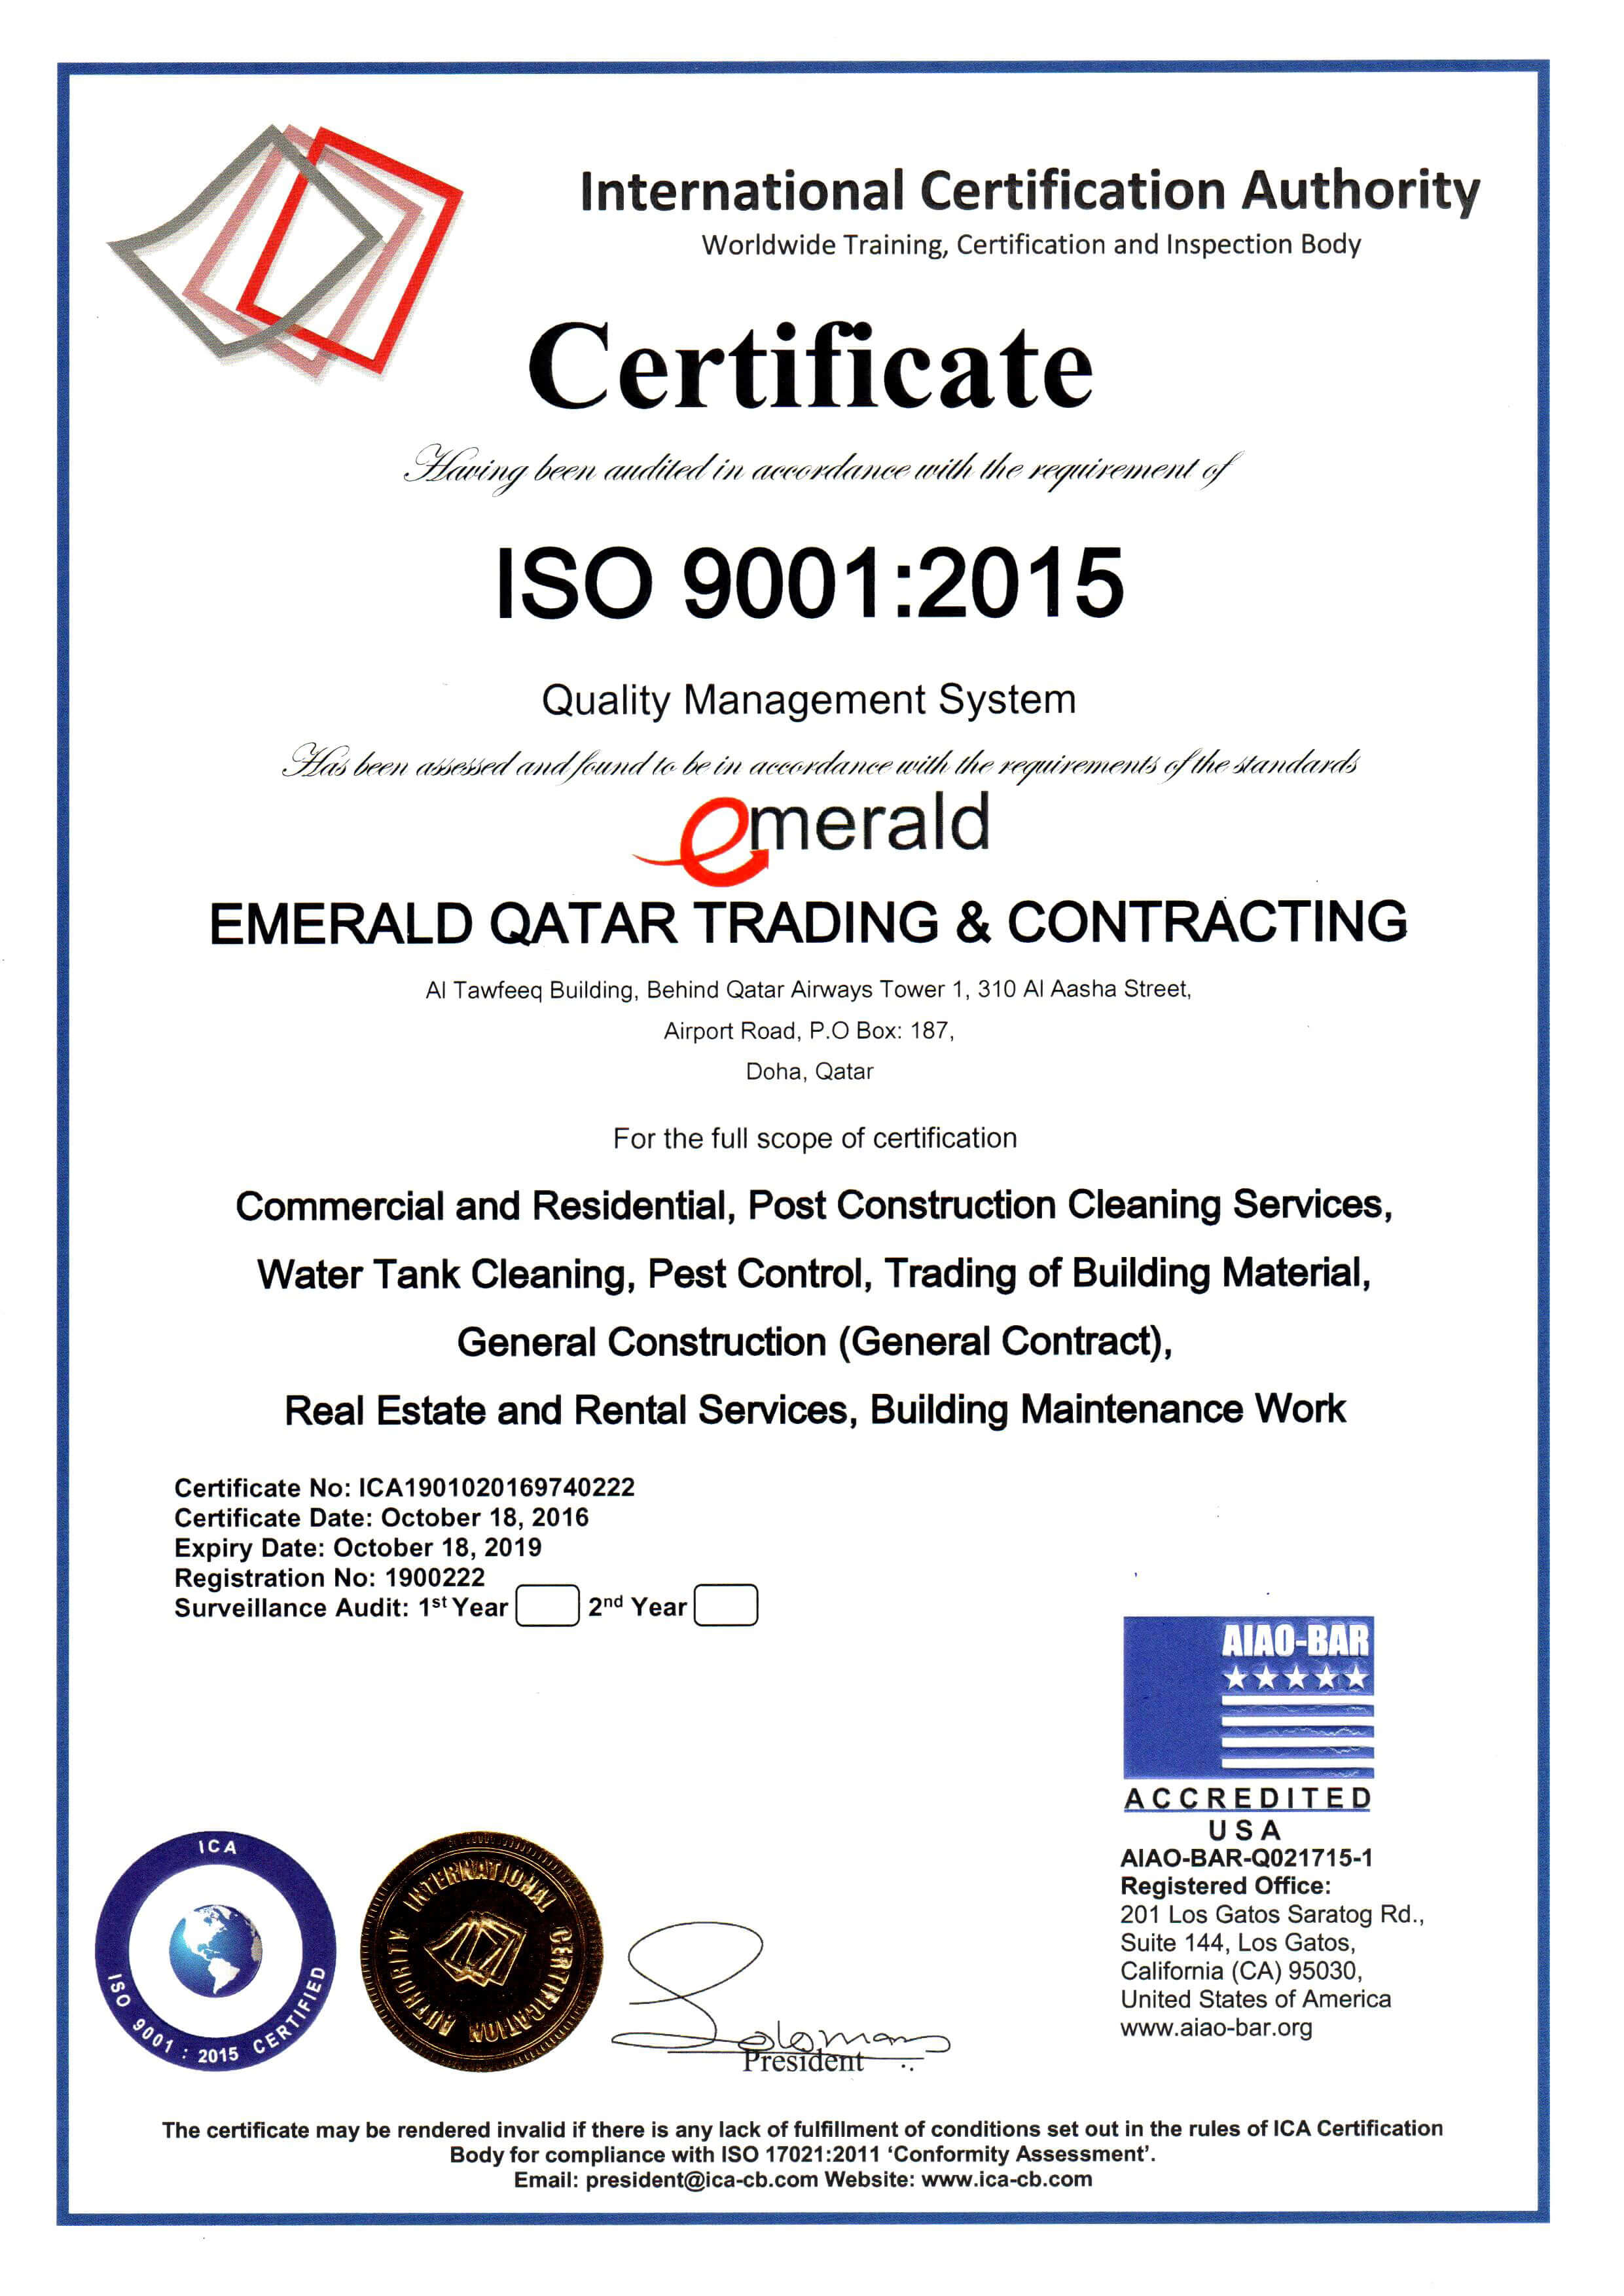 International Certification Authority
Worldwide Training, Certification and Inspection Body
Certificate
Having been audited in accordance with the requirement of
ISO 9001:2015
Quality Management System
Has been assessed and found to be in accordance with the requirements of the standards
emerald
EMERALD QATAR TRADING & CONTRACTING
Al Tawfeeq Building, Behind Qatar Airways Tower 1, 310 Al Aasha Street,
Airport Road, P.O Box: 187,
Doha, Qatar
For the full scope of certification
Commercial and Residential, Post Construction Cleaning Services,
Water Tank Cleaning, Pest Control, Trading of Building Material,
General Construction (General Contract),
Real Estate and Rental Services, Building Maintenance Work
Certificate No: ICA1901020169740222
Certificate Date: October 18, 2016
Expiry Date: October 18, 2019
Registration No: 1900222
Surveillance Audit: 1st Year 2nd Year
AIAO-BAR
ACCREDITED
USA
AIAO-BAR-Q021715-1
Registered Office:
201 Los Gatos Saratog Rd.,
Suite 144, Los Gatos,
California (CA) 95030,
United States of America
www.aiao-bar.org
ICA
ISO 9001 : 2015 CERTIFIED
INTERNATIONAL CERTIFICATION AUTHORITY
Solomon
President
The certificate may be rendered invalid if there is any lack of fulfillment of conditions set out in the rules of ICA Certification
Body for compliance with ISO 17021:2011 ‘Conformity Assessment’.
Email: president@ica-cb.com Website: www.ica-cb.com